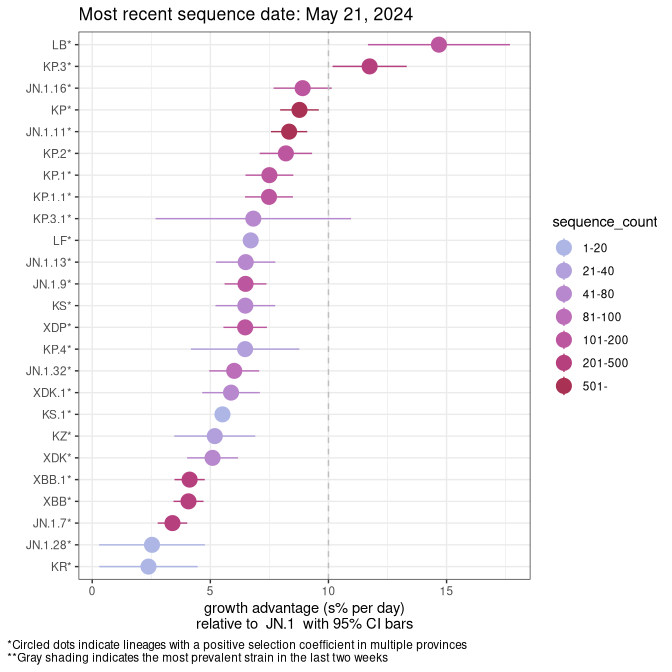 Most recent sequence date: May 21, 2024
LB*
KP.3*
JN.1.16*
KP*
JN.1.11*
KP.2*
KP.1*
KP.1.1*
KP.3.1*
LF*
JN.1.13*
JN.1.9*
KS*
XDP*
KP.4*
JN.1.32*
XDK.1*
KS.1*
KZ*
XDK*
XBB.1*
XBB*
JN.1.7*
JN.1.28*
KR*
0 5 10 15
growth advantage (s% per day)
relative to JN.1 with 95% CI bars
sequence_count
1-20
21-40
41-80
81-100
101-200
201-500
501-
*Circled dots indicate lineages with a positive selection coefficient in multiple provinces
**Gray shading indicates the most prevalent strain in the last two weeks